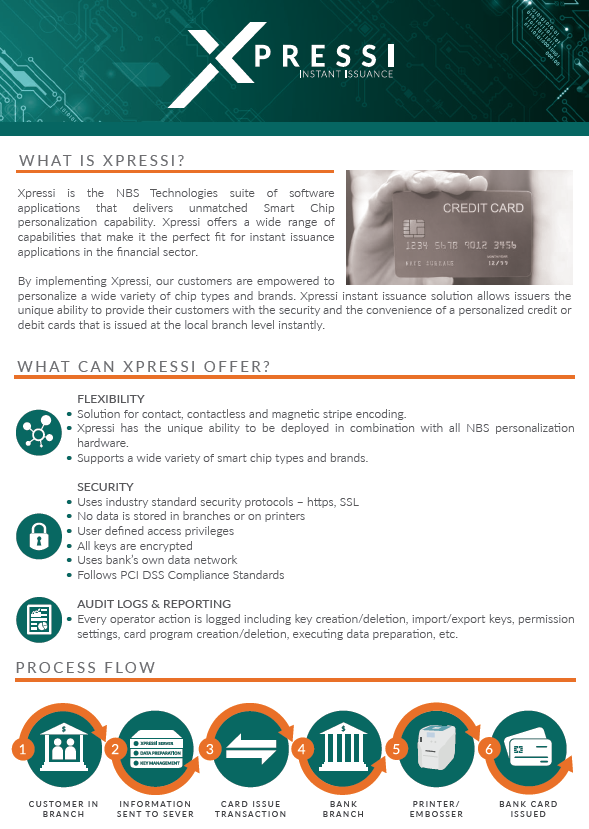 XPRESSI
INSTANT ISSUANCE
WHAT IS XPRESSI?
Xpressi is the NBS Technologies suite of software
applications that delivers unmatched Smart Chip
personalization capability. Xpressi offers a wide range of
capabilities that make it the perfect fit for instant issuance
applications in the financial sector.
CREDIT CARD
1234 5678 9012 3456
12/99
By implementing Xpressi, our customers are empowered to
personalize a wide variety of chip types and brands. Xpressi instant issuance solution allows issuers the
unique ability to provide their customers with the security and the convenience of a personalized credit or
debit cards that is issued at the local branch level instantly.
WHAT CAN XPRESSI OFFER?
FLEXIBILITY
• Solution for contact, contactless and magnetic stripe encoding.
• Xpressi has the unique ability to be deployed in combination with all NBS personalization
hardware.
• Supports a wide variety of smart chip types and brands.
SECURITY
• Uses industry standard security protocols – https, SSL
• No data is stored in branches or on printers
• User defined access privileges
• All keys are encrypted
• Uses bank's own data network
• Follows PCI DSS Compliance Standards
AUDIT LOGS & REPORTING
• Every operator action is logged including key creation/deletion, import/export keys, permission
settings, card program creation/deletion, executing data preparation, etc.
PROCESS FLOW
1
$
2
XPRESSI SERVER
DATA PREPARATION
KEY MANAGEMENT
3
4
$
5
6
CUSTOMER IN
BRANCH
INFORMATION
SENT TO SEVER
CARD ISSUE
TRANSACTION
BANK
BRANCH
PRINTER/
EMBOSSER
BANK CARD
ISSUED